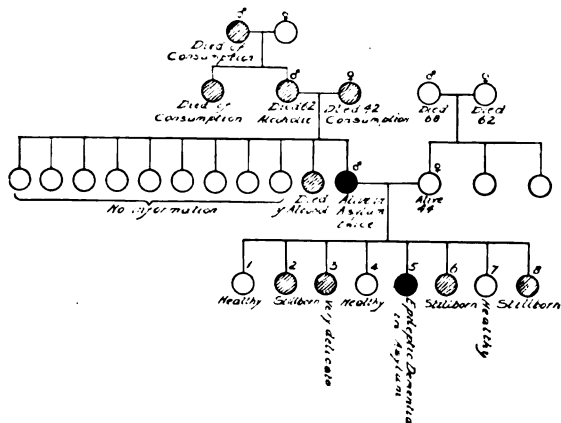 ♂ ♀
Died of
Consumption
♂ ♀ ♂ ♀
Died of
Consumption
Died 62
Alcoholic
Died 42
Consumption
Died
68
Died
62
♂ ♀
No information
Died
of Alcohol
Alive in
Asylum
twice
Alive
44
1 2 3 4 5 6 7 8
Healthy
Stillborn
Very delicate
Healthy
Epileptic Dementia
in Asylum
Stillborn
Healthy
Stillborn